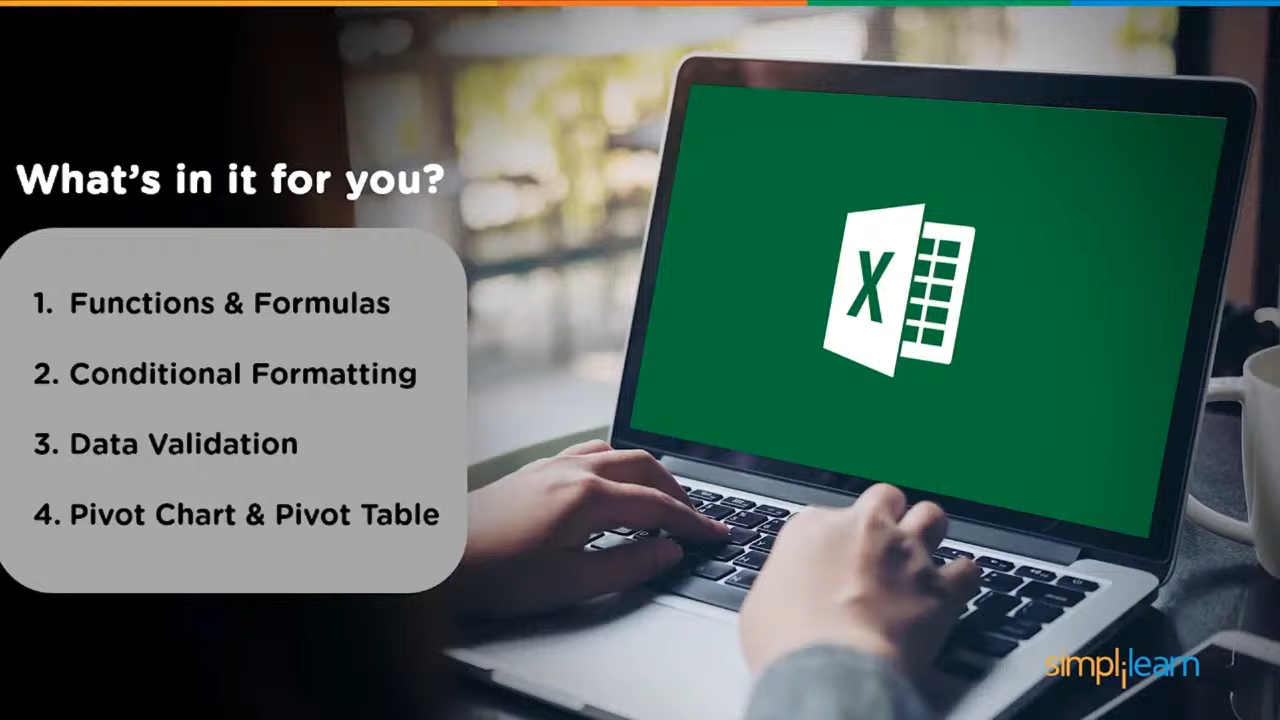 What's in it for you?
1. Functions & Formulas
2. Conditional Formatting
3. Data Validation
4. Pivot Chart & Pivot Table
X
simplilearn